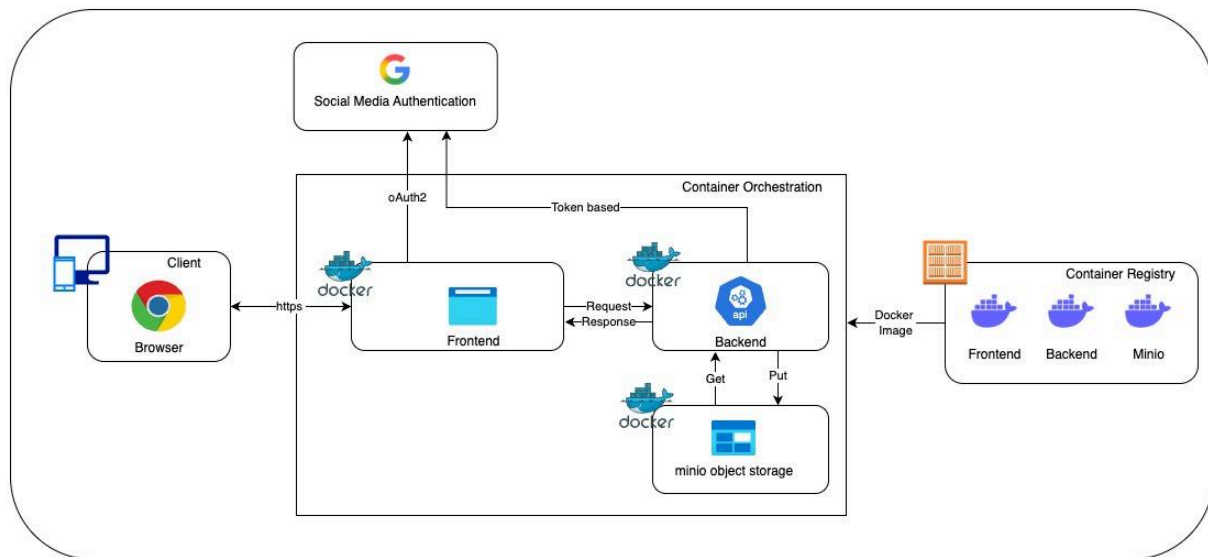 Social Media Authentication
Container Orchestration
oAuth2
Token based
docker
docker
Client
Container Registry
https
Request
Response
api
Docker
Image
Browser
Frontend
Backend
Frontend
Backend
Minio
Get
Put
docker
minio object storage